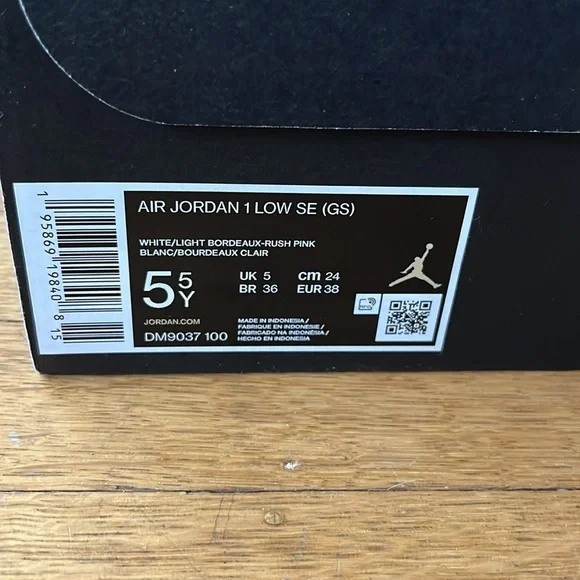 AIR JORDAN 1 LOW SE (GS)
WHITE/LIGHT BORDEAUX-RUSH PINK
BLANC/BOURDEAUX CLAIR
5 5Y
UK 5 cm 24
BR 36 EUR 38
JORDAN.COM
DM9037 100
MADE IN INDONESIA/
FABRIQUE EN INDONESIE/
FABRICADO NA INDONÉSIA/
HECHO EN INDONESIA
1 95869 19840 8 15